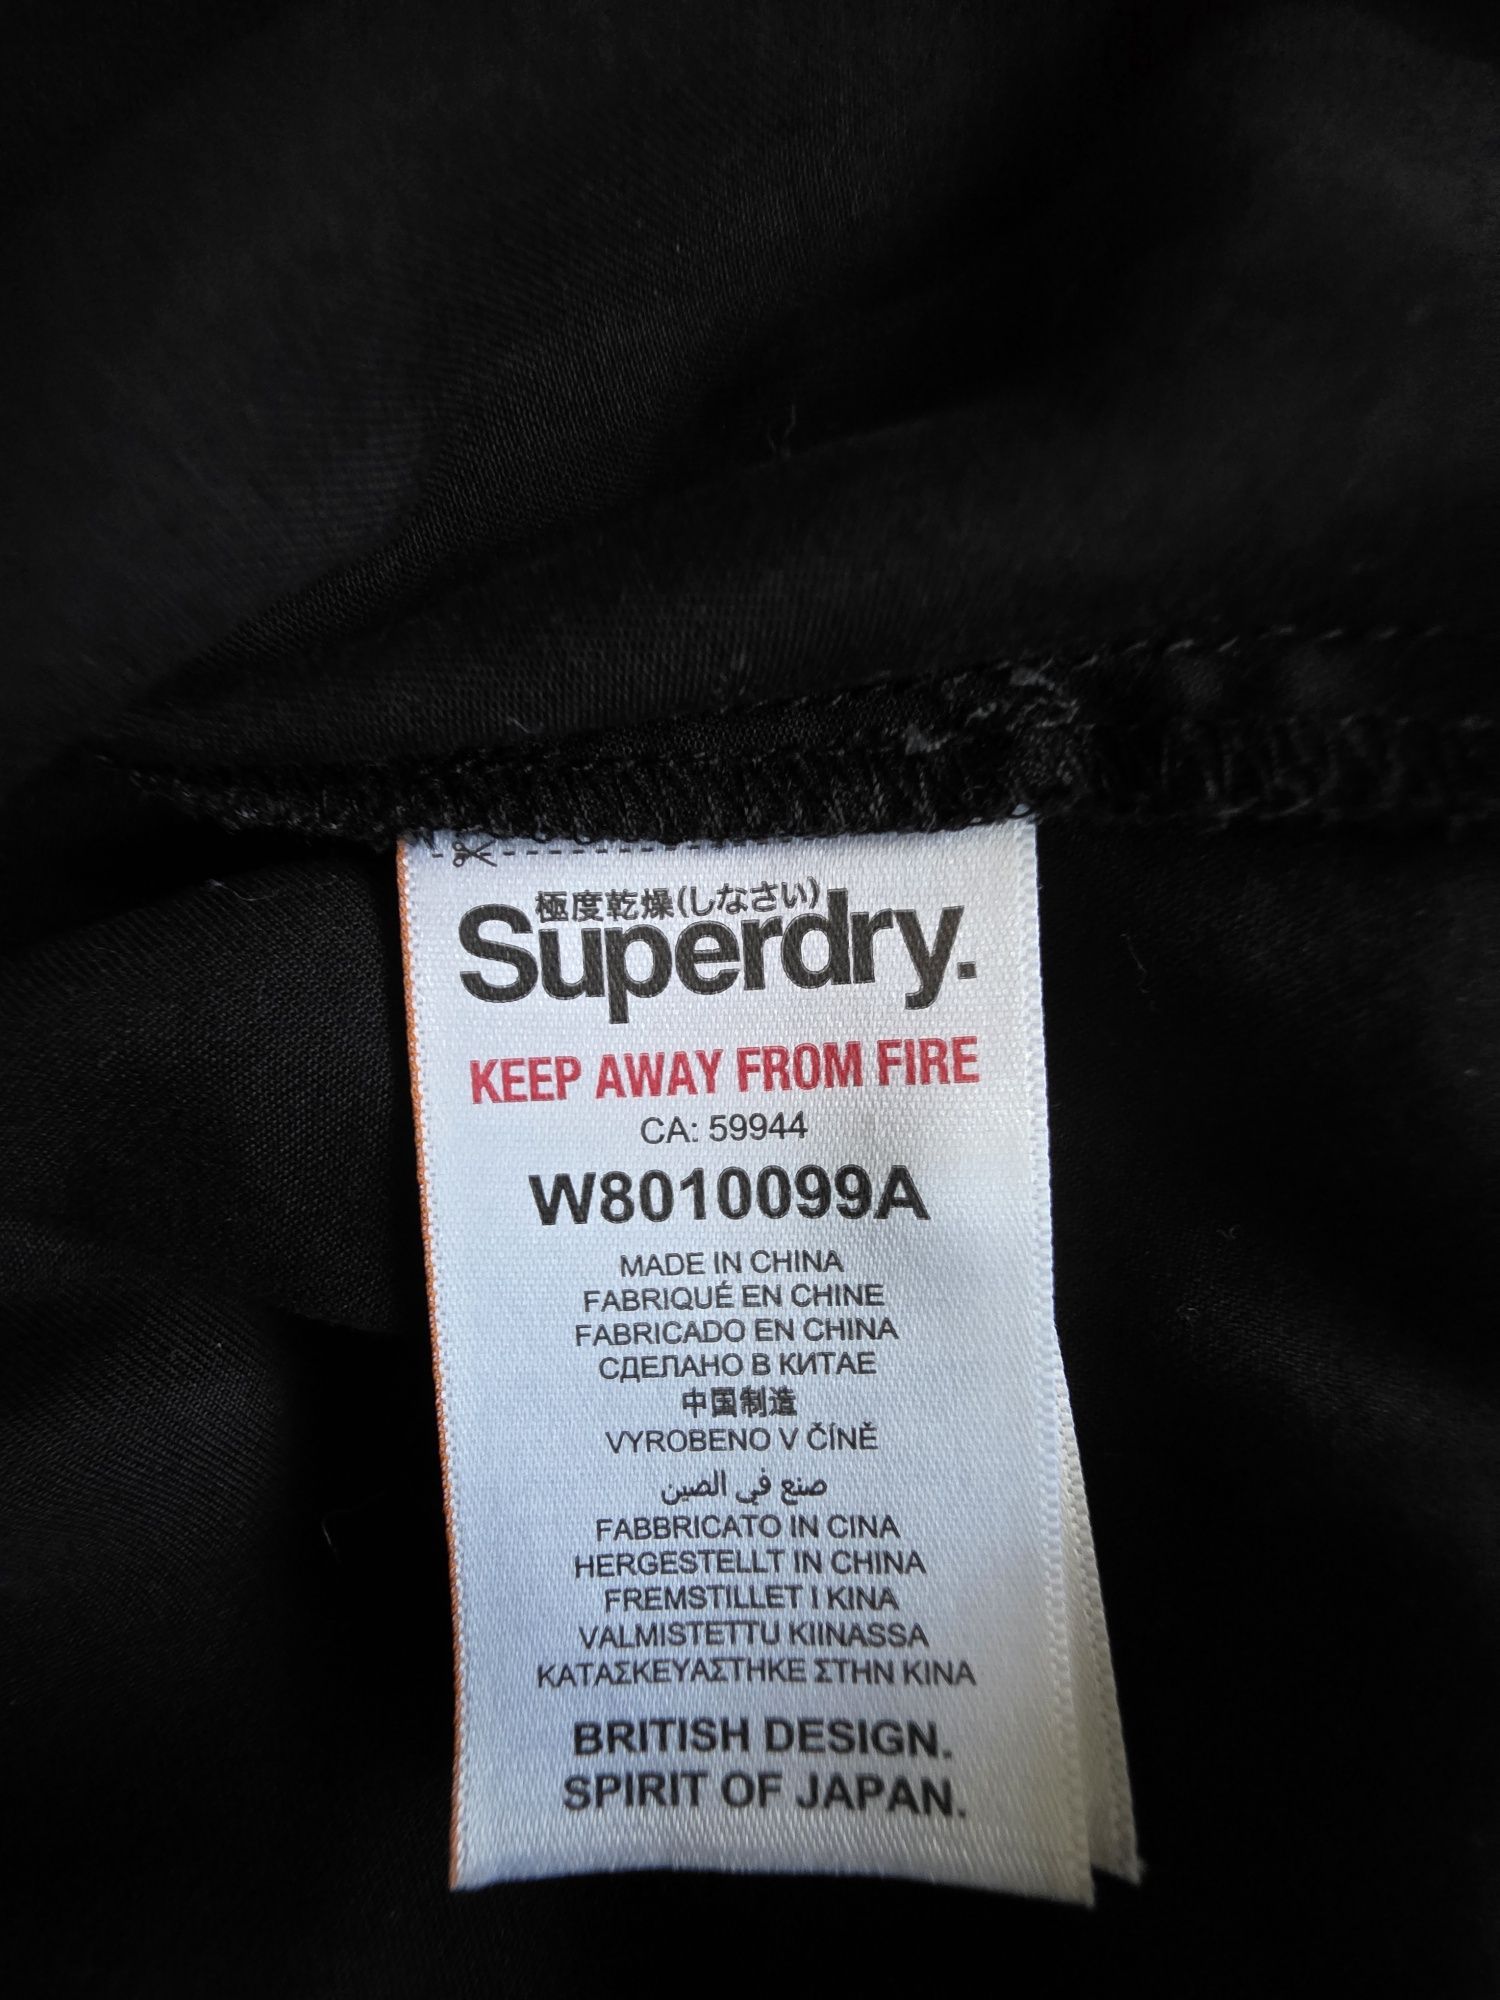 極度乾燥(しなさい)
Superdry.
KEEP AWAY FROM FIRE
CA: 59944
W8010099A
MADE IN CHINA
FABRIQUÉ EN CHINE
FABRICADO EN CHINA
СДЕЛАНО В КИТАЕ
中国制造
VYROBENO V ČÍNĚ
صنع في الصين
FABBRICATO IN CINA
HERGESTELLT IN CHINA
FREMSTILLET I KINA
VALMISTETTU KIINASSA
ΚΑΤΑΣΚΕΥΑΣΤΗΚΕ ΣΤΗΝ ΚΙΝΑ
BRITISH DESIGN.
SPIRIT OF JAPAN.